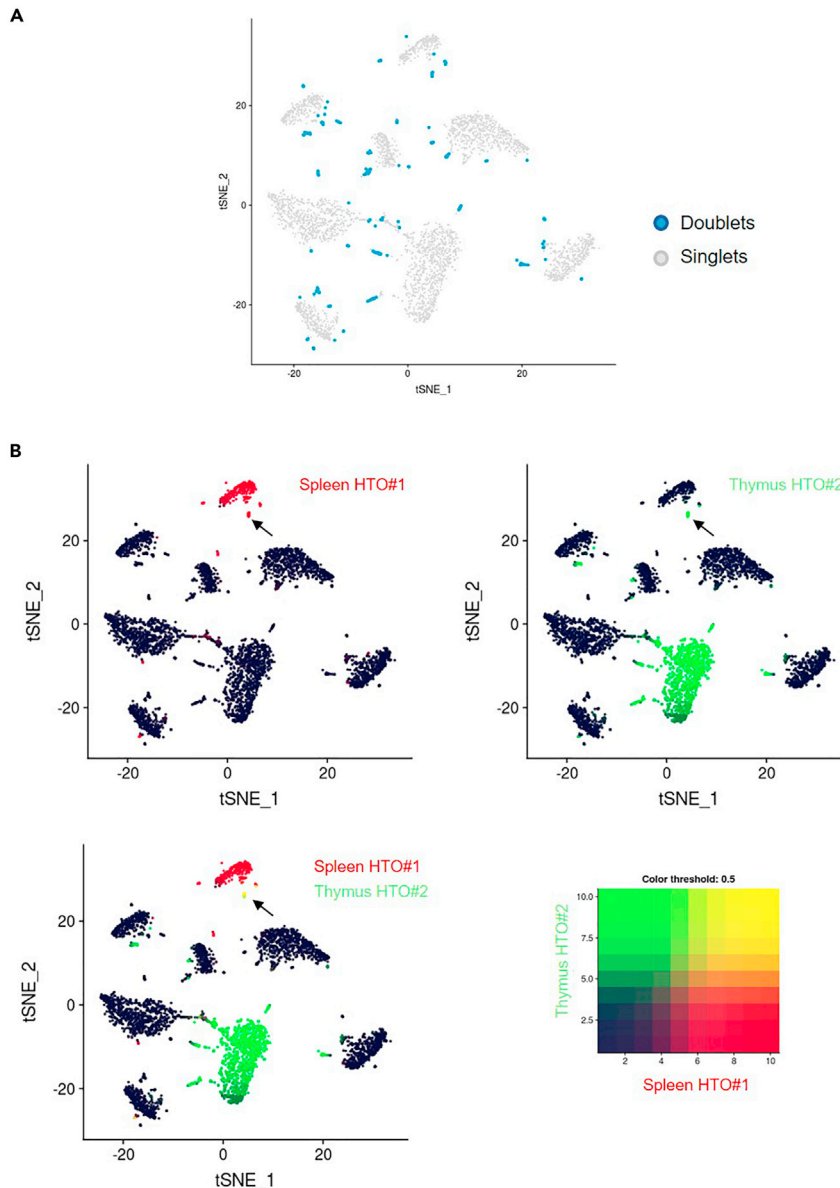 A
20
0
-20
tSNE_2
-20
0
20
tSNE_1
Doublets
Singlets
B
Spleen HTO#1
20
0
-20
tSNE_2
-20
0
20
tSNE_1
Thymus HTO#2
20
0
-20
tSNE_2
-20
0
20
tSNE_1
Spleen HTO#1
Thymus HTO#2
20
0
-20
tSNE_2
-20
0
20
tSNE_1
Color threshold: 0.5
10.0
7.5
5.0
2.5
Thymus HTO#2
2
4
6
8
10
Spleen HTO#1